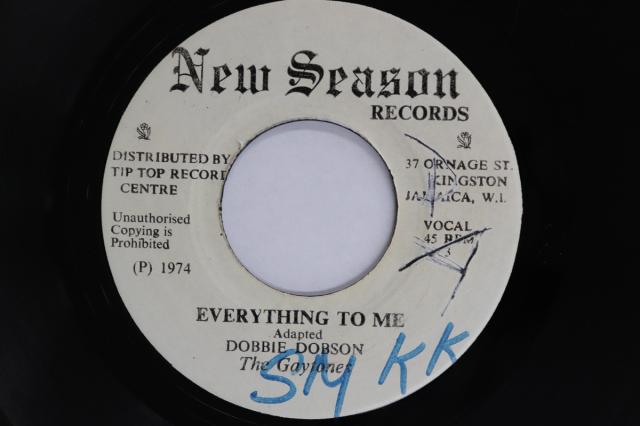 New Season
RECORDS
DISTRIBUTED BY
TIP TOP RECORD
CENTRE
Unauthorised
Copying is
Prohibited
(P) 1974
37 ORNAGE ST.
KINGSTON
JAMAICA, W.I.
VOCAL
45 RPM
3
EVERYTHING TO ME
Adapted
DOBBIE DOBSON
The Gaytones
SM KK